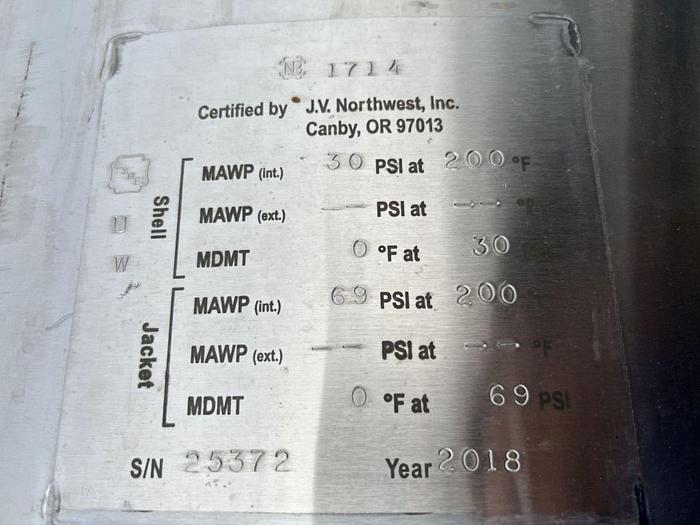 NB 1714
Certified by J.V. Northwest, Inc.
Canby, OR 97013
Shell
MAWP (int.) 30 PSI at 200 °F
U MAWP (ext.) --- PSI at --- °F
W MDMT 0 °F at 30
Jacket
MAWP (int.) 69 PSI at 200
MAWP (ext.) --- PSI at --- °F
MDMT 0 °F at 69 PSI
S/N 25372 Year 2018